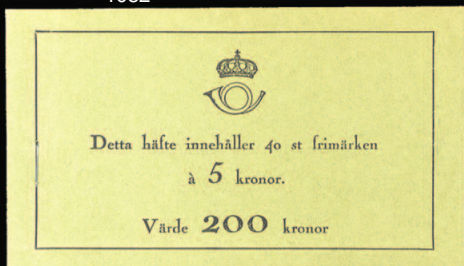 Detta häfte innehåller 40 st frimärken
à 5 kronor.
Värde 200 kronor